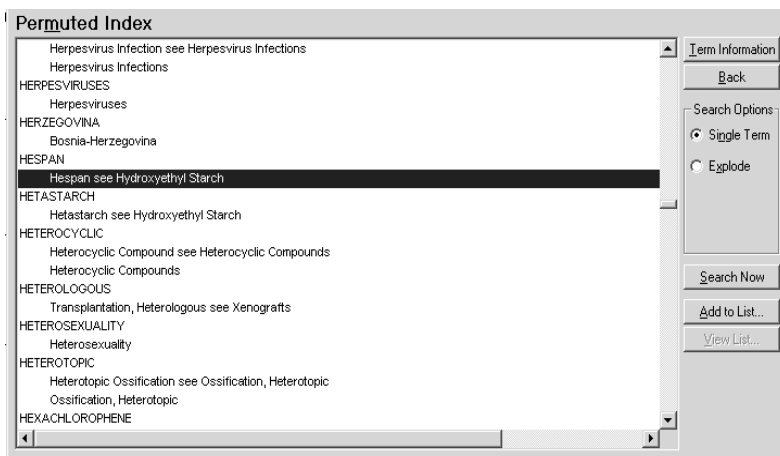 Permuted Index
Herpesvirus Infection see Herpesvirus Infections
Herpesvirus Infections
HERPESVIRUSES
Herpesviruses
HERZEGOVINA
Bosnia-Herzegovina
HESPAN
Hespan see Hydroxyethyl Starch
HETASTARCH
Hetastarch see Hydroxyethyl Starch
HETEROCYCLIC
Heterocyclic Compound see Heterocyclic Compounds
Heterocyclic Compounds
HETEROLOGOUS
Transplantation, Heterologous see Xenografts
HETEROSEXUALITY
Heterosexuality
HETEROTOPIC
Heterotopic Ossification see Ossification, Heterotopic
Ossification, Heterotopic
HEXACHLOROPHENE
Term Information
Back
Search Options
Single Term
Explode
Search Now
Add to List...
View List...